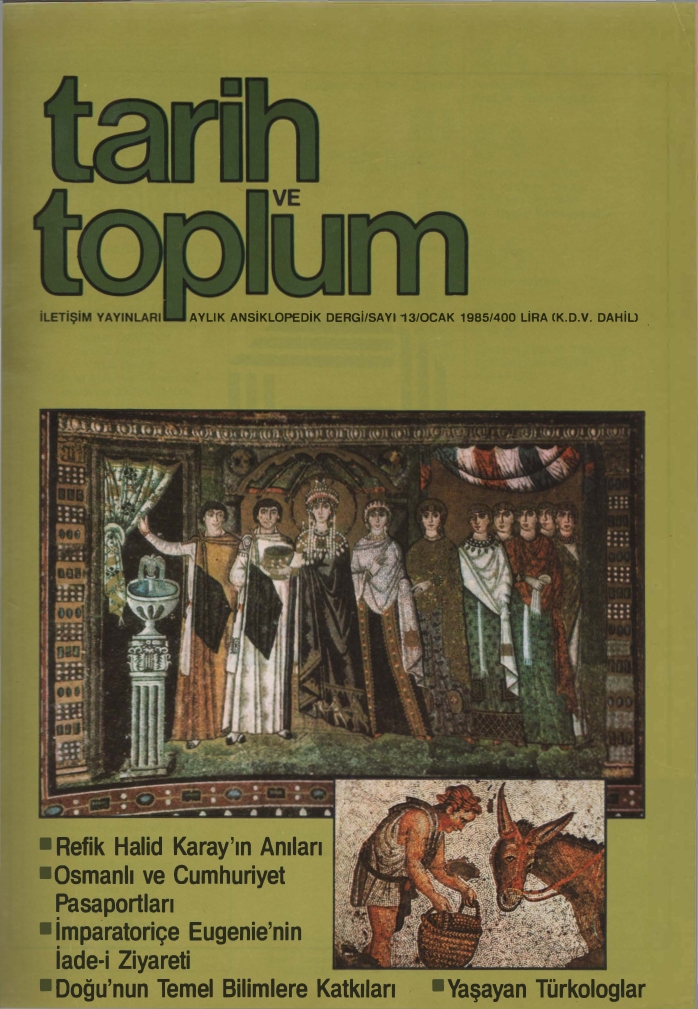 tarih
VE
toplum
İLETİŞİM YAYINLARI AYLIK ANSİKLOPEDİK DERGİ/SAYI 13/OCAK 1985/400 LİRA (K.D.V. DAHİL)
Refik Halid Karay'ın Anıları
Osmanlı ve Cumhuriyet
Pasaportları
İmparatoriçe Eugenie'nin
İade-i Ziyareti
Doğu'nun Temel Bilimlere Katkıları
Yaşayan Türkologlar